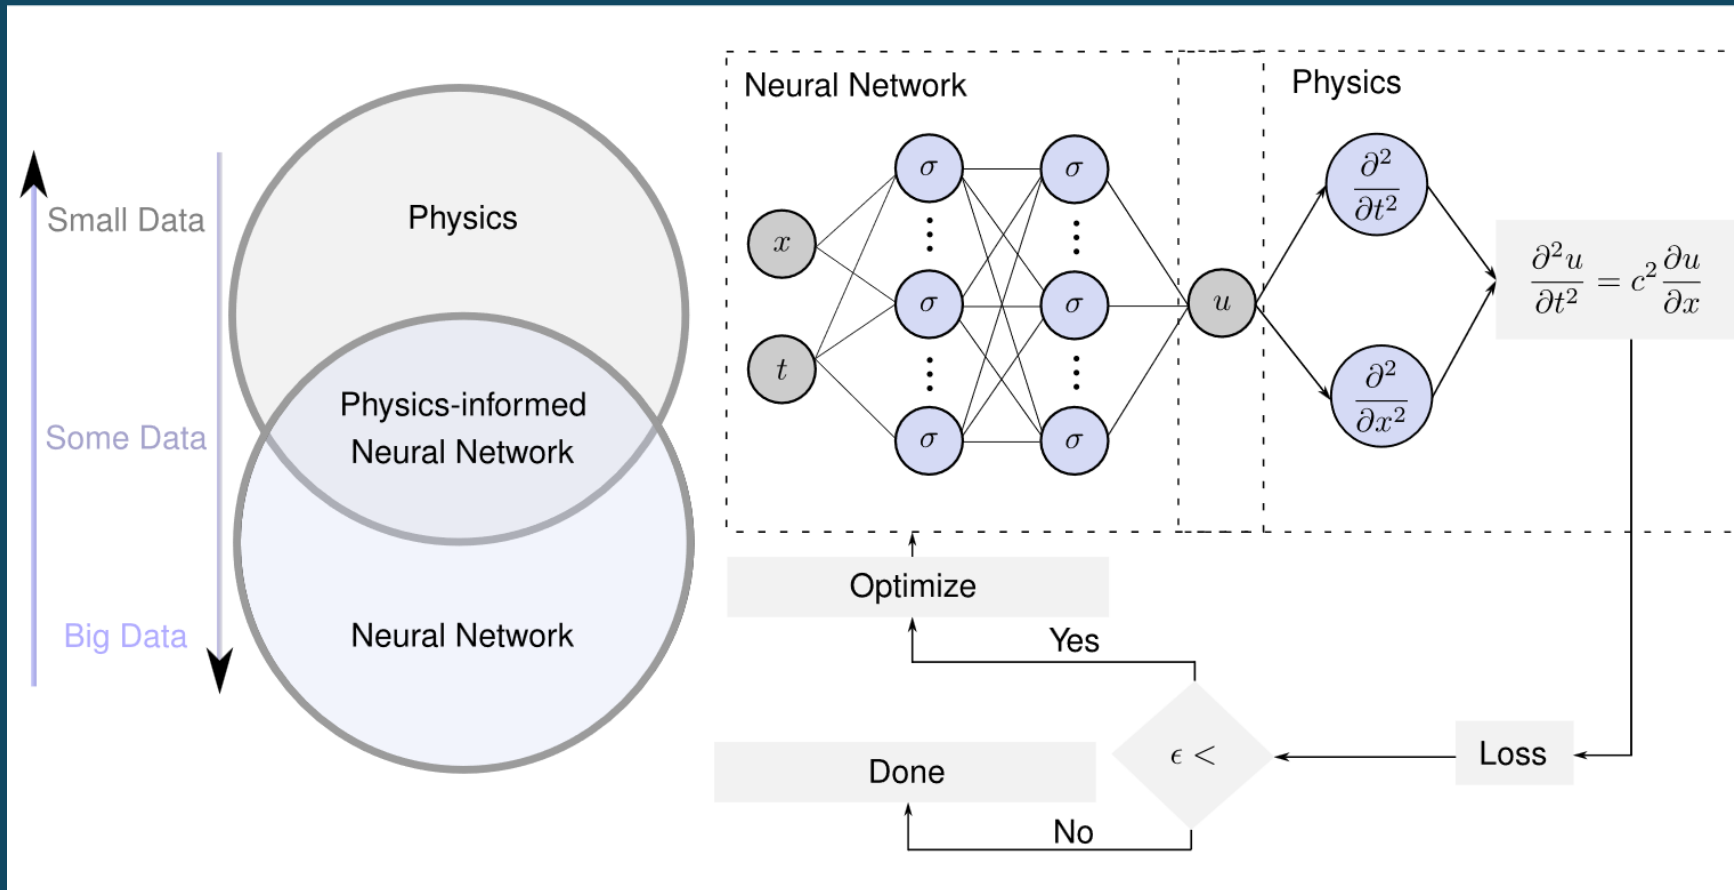 Small Data
Some Data
Big Data
Physics
Physics-informed
Neural Network
Neural Network
Neural Network
Physics
x
t
σ
⋮
σ
⋮
σ
σ
⋮
σ
⋮
σ
u
∂²/∂t²
∂²/∂x²
∂²u/∂t² = c² ∂u/∂x
Optimize
Yes
ϵ <
Loss
Done
No